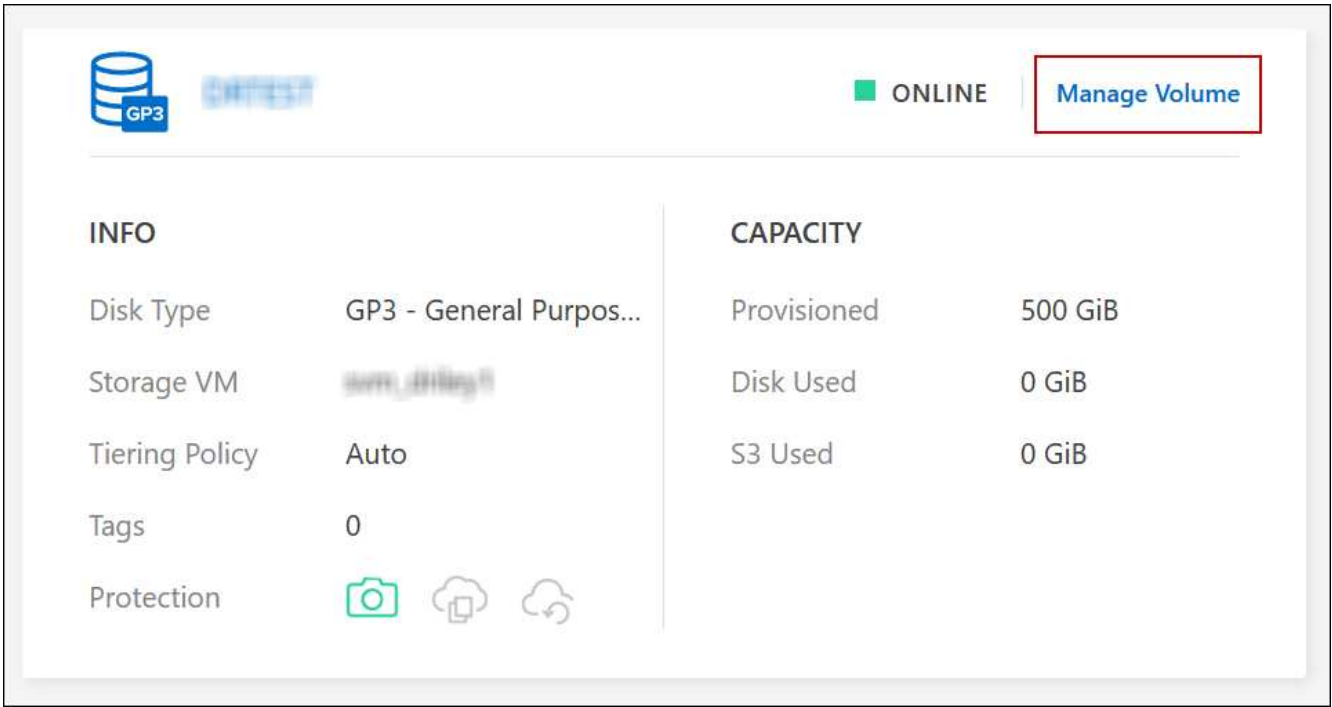 GP3
ONLINE
Manage Volume
INFO
Disk Type GP3 - General Purpos...
Storage VM
Tiering Policy Auto
Tags 0
Protection
CAPACITY
Provisioned 500 GiB
Disk Used 0 GiB
S3 Used 0 GiB